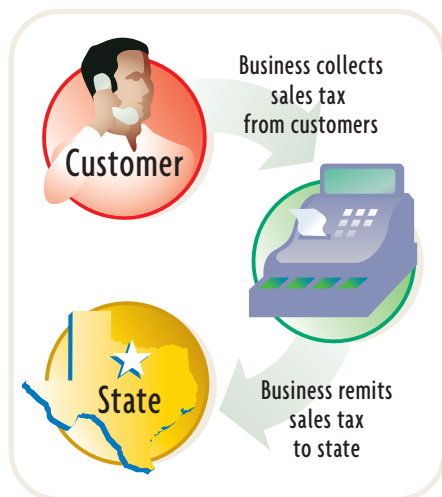 Business collects
sales tax
from customers
Customer
State
Business remits
sales tax
to state